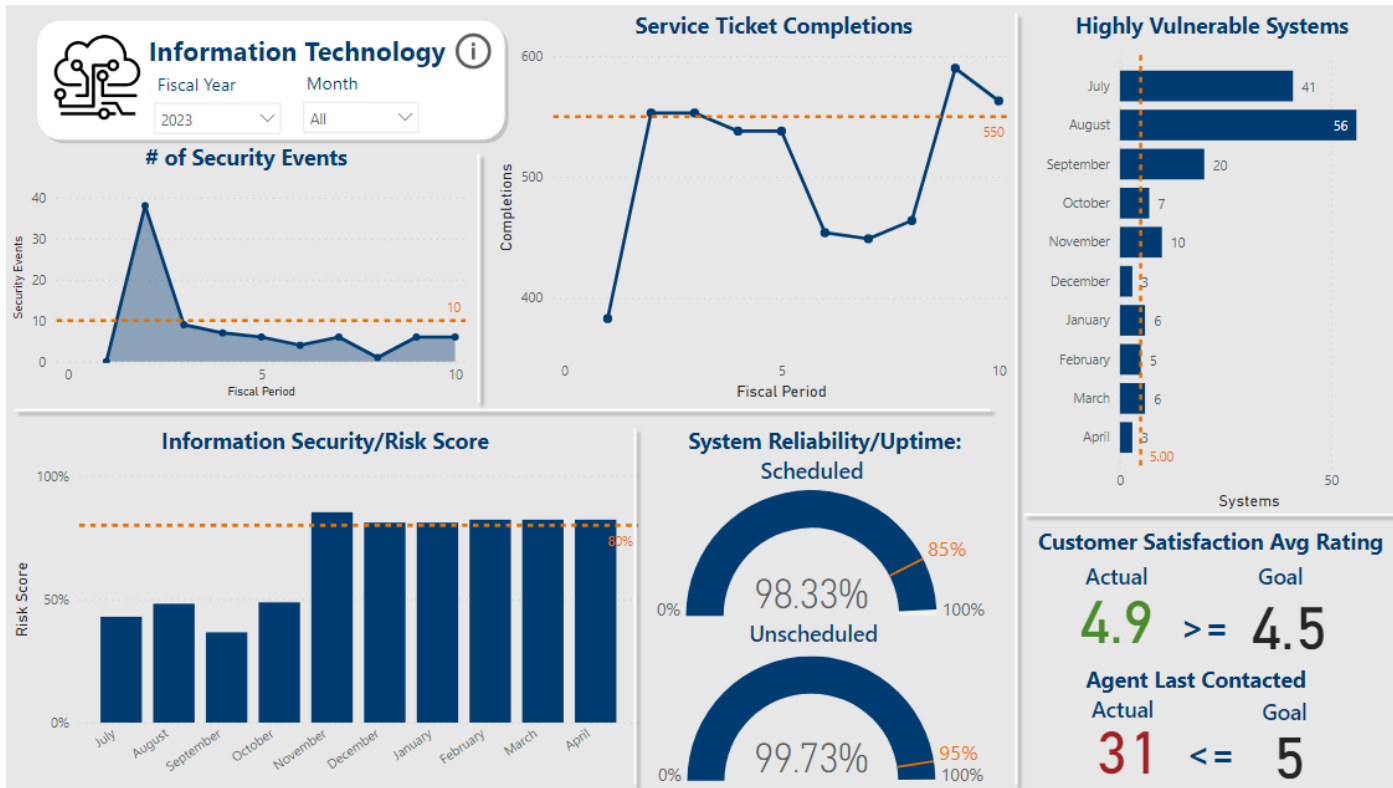 Information Technology
i
Fiscal Year
Month
2023
All
# of Security Events
40
30
20
10
0
Security Events
10
0
5
10
Fiscal Period
Service Ticket Completions
600
500
400
Completions
550
0
5
10
Fiscal Period
Highly Vulnerable Systems
July 41
August 56
September 20
October 7
November 10
December 3
January 6
February 5
March 6
April 3
5.00
0
50
Systems
Information Security/Risk Score
100%
50%
0%
Risk Score
80%
July
August
September
October
November
December
January
February
March
April
System Reliability/Uptime:
Scheduled
85%
98.33%
0%
100%
Unscheduled
95%
99.73%
0%
100%
Customer Satisfaction Avg Rating
Actual
Goal
4.9 >= 4.5
Agent Last Contacted
Actual
Goal
31 <= 5